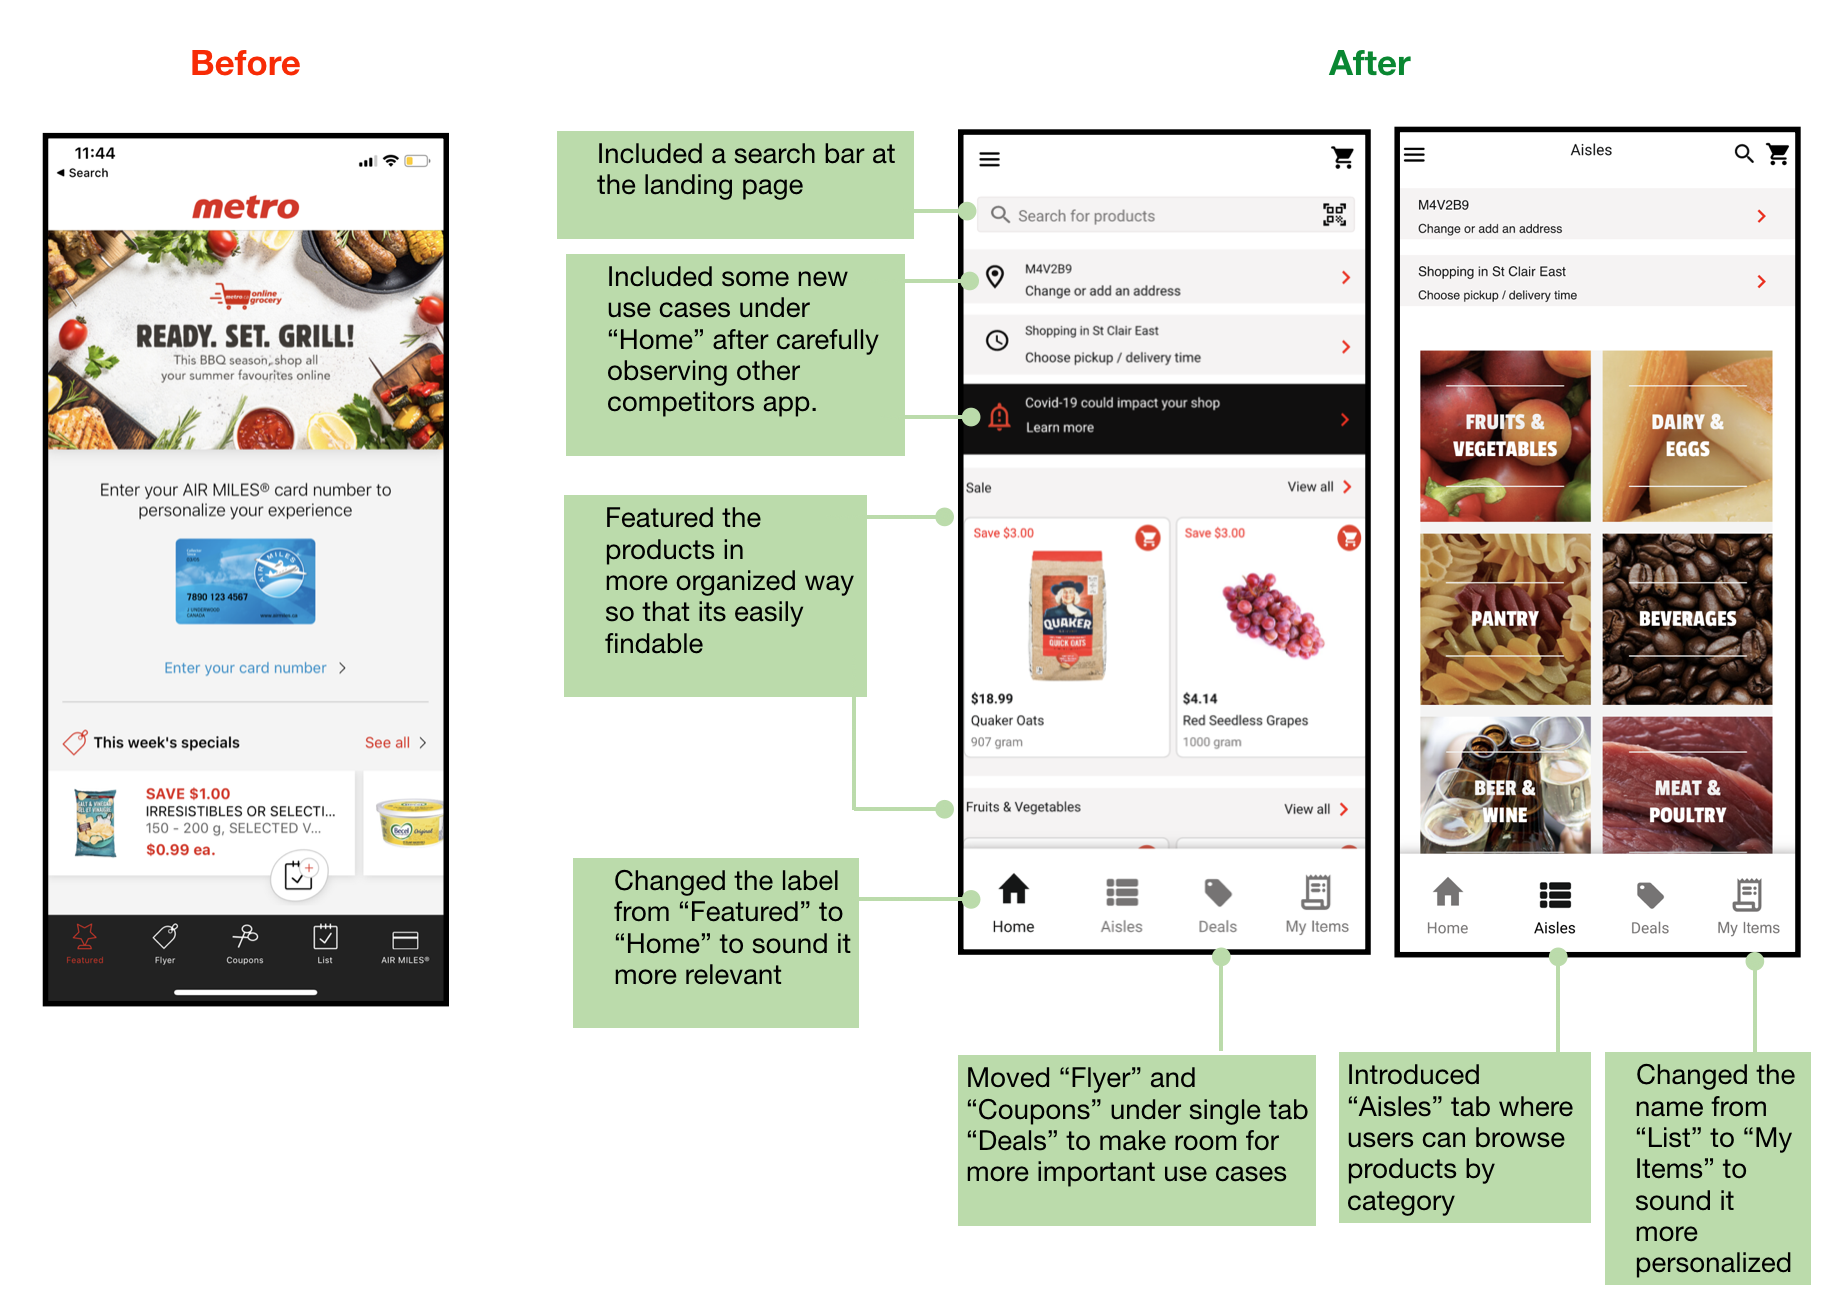 Before
After
11:44
Search
metro
metro
online
grocery
READY. SET. GRILL!
This BBQ season, shop all
your summer favourites online
Enter your AIR MILES® card number to
personalize your experience
AIR MILES
7890 123 4567
J UNDERWOOD
CANADA
Enter your card number
This week's specials
See all
SAVE $1.00
IRRESISTIBLES OR SELECTI...
150 - 200 g, SELECTED V...
$0.99 ea.
Becel Original
Featured
Flyer
Coupons
List
AIR MILES®
Included a search bar at
the landing page
Included some new
use cases under
“Home” after carefully
observing other
competitors app.
Featured the
products in
more organized way
so that its easily
findable
Changed the label
from “Featured” to
“Home” to sound it
more relevant
Search for products
M4V2B9
Change or add an address
Shopping in St Clair East
Choose pickup / delivery time
Covid-19 could impact your shop
Learn more
Sale
View all
Save $3.00
QUAKER
QUICK OATS
$18.99
Quaker Oats
907 gram
Save $3.00
$4.14
Red Seedless Grapes
1000 gram
Fruits & Vegetables
View all
Home
Aisles
Deals
My Items
Aisles
M4V2B9
Change or add an address
Shopping in St Clair East
Choose pickup / delivery time
FRUITS &
VEGETABLES
DAIRY &
EGGS
PANTRY
BEVERAGES
BEER &
WINE
MEAT &
POULTRY
Home
Aisles
Deals
My Items
Moved “Flyer” and
“Coupons” under single tab
“Deals” to make room for
more important use cases
Introduced
“Aisles” tab where
users can browse
products by
category
Changed the
name from
“List” to “My
Items” to
sound it
more
personalized